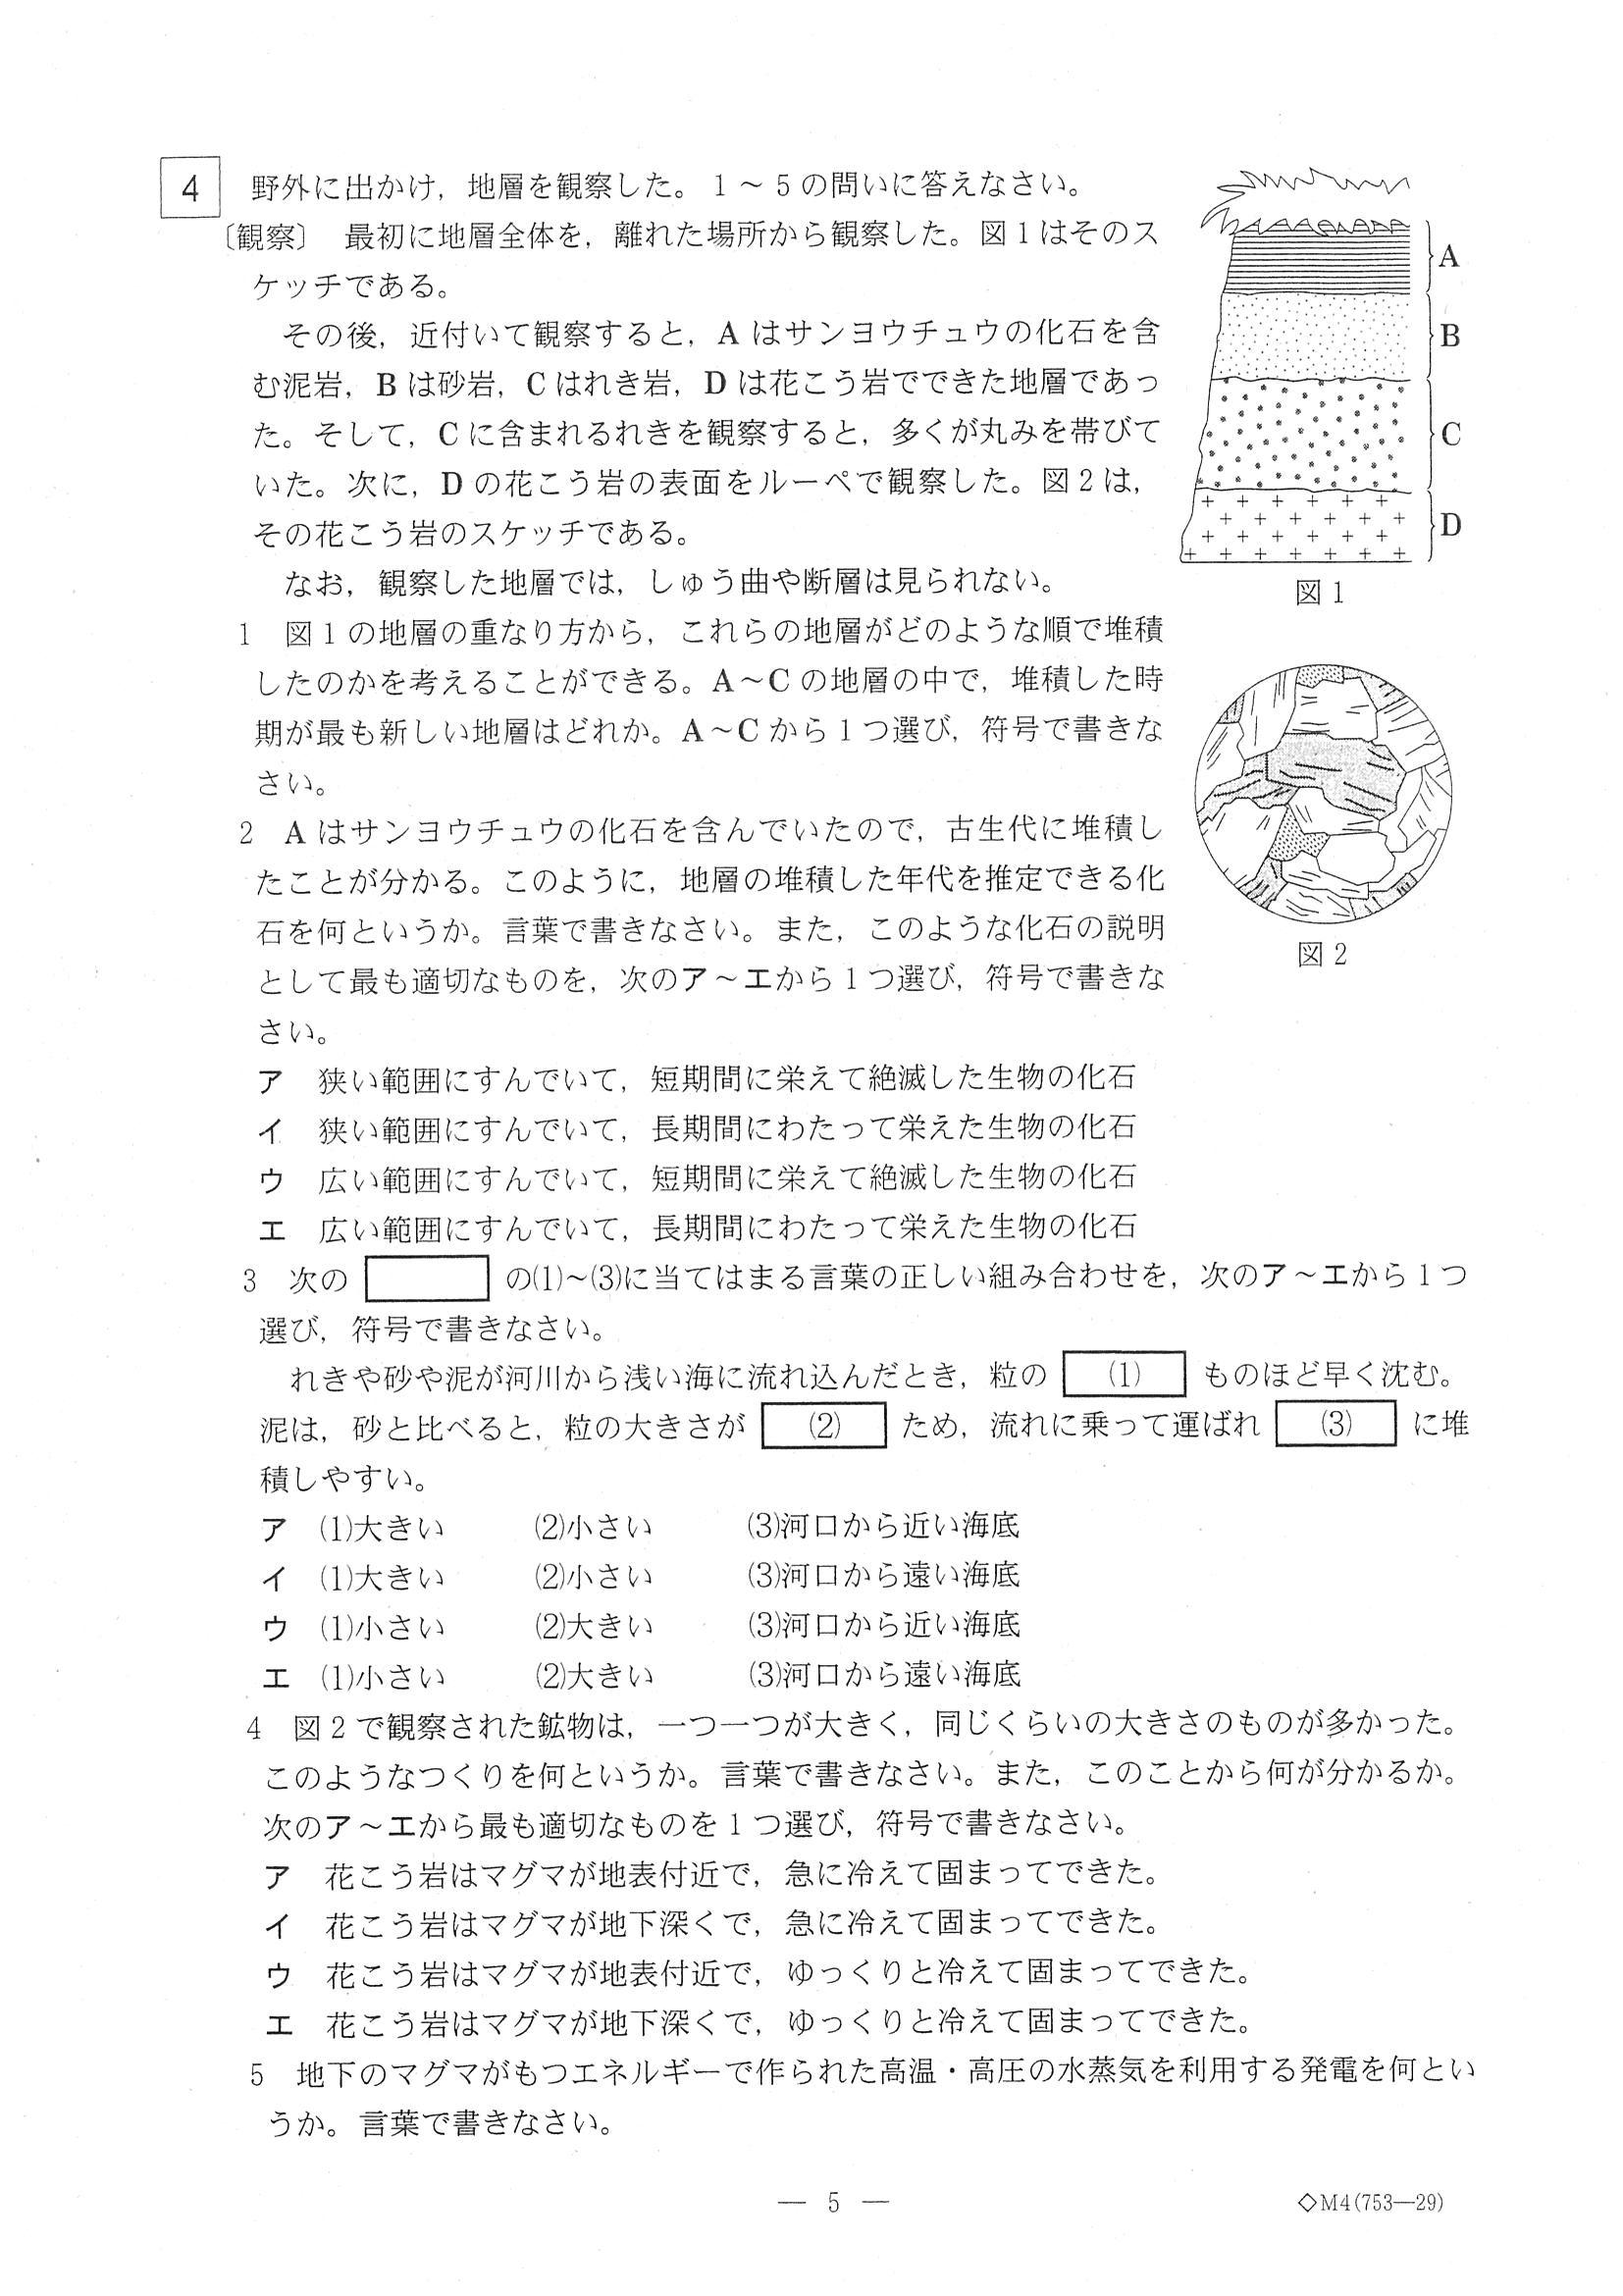 4 野外に出かけ，地層を観察した。1～5の問いに答えなさい。
〔観察〕 最初に地層全体を，離れた場所から観察した。図1はそのス
ケッチである。
その後，近付いて観察すると，Aはサンヨウチュウの化石を含
む泥岩，Bは砂岩，Cはれき岩，Dは花こう岩でできた地層であっ
た。そして，Cに含まれるれきを観察すると，多くが丸みを帯びて
いた。次に，Dの花こう岩の表面をルーペで観察した。図2は，
その花こう岩のスケッチである。
なお，観察した地層では，しゅう曲や断層は見られない。
A
B
C
D
図1
1 図1の地層の重なり方から，これらの地層がどのような順で堆積
したのかを考えることができる。A～Cの地層の中で，堆積した時
期が最も新しい地層はどれか。A～Cから1つ選び，符号で書きな
さい。
2 Aはサンヨウチュウの化石を含んでいたので，古生代に堆積し
たことが分かる。このように，地層の堆積した年代を推定できる化
石を何というか。言葉で書きなさい。また，このような化石の説明
として最も適切なものを，次のア～エから1つ選び，符号で書きな
さい。
図2
ア 狭い範囲にすんでいて，短期間に栄えて絶滅した生物の化石
イ 狭い範囲にすんでいて，長期間にわたって栄えた生物の化石
ウ 広い範囲にすんでいて，短期間に栄えて絶滅した生物の化石
エ 広い範囲にすんでいて，長期間にわたって栄えた生物の化石
3 次の の(1)～(3)に当てはまる言葉の正しい組み合わせを，次のア～エから1つ
選び，符号で書きなさい。
れきや砂や泥が河川から浅い海に流れ込んだとき，粒の (1) ものほど早く沈む。
泥は，砂と比べると，粒の大きさが (2) ため，流れに乗って運ばれ (3) に堆
積しやすい。
ア (1)大きい (2)小さい (3)河口から近い海底
イ (1)大きい (2)小さい (3)河口から遠い海底
ウ (1)小さい (2)大きい (3)河口から近い海底
エ (1)小さい (2)大きい (3)河口から遠い海底
4 図2で観察された鉱物は，一つ一つが大きく，同じくらいの大きさのものが多かった。
このようなつくりを何というか。言葉で書きなさい。また，このことから何が分かるか。
次のア～エから最も適切なものを1つ選び，符号で書きなさい。
ア 花こう岩はマグマが地表付近で，急に冷えて固まってできた。
イ 花こう岩はマグマが地下深くで，急に冷えて固まってできた。
ウ 花こう岩はマグマが地表付近で，ゆっくりと冷えて固まってできた。
エ 花こう岩はマグマが地下深くで，ゆっくりと冷えて固まってできた。
5 地下のマグマがもつエネルギーで作られた高温・高圧の水蒸気を利用する発電を何とい
うか。言葉で書きなさい。
— 5 —
◇M4(753—29)